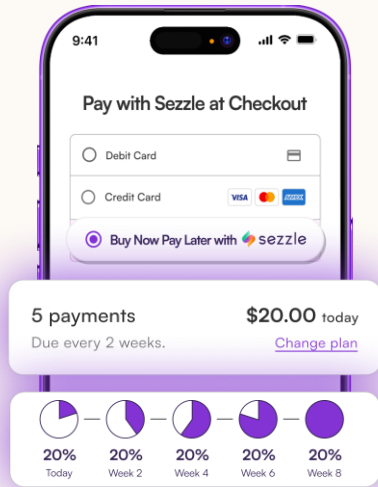 9:41
Pay with Sezzle at Checkout
Debit Card
Credit Card VISA
Buy Now Pay Later with sezzle
5 payments $20.00 today
Due every 2 weeks. Change plan
20% 20% 20% 20% 20%
Today Week 2 Week 4 Week 6 Week 8